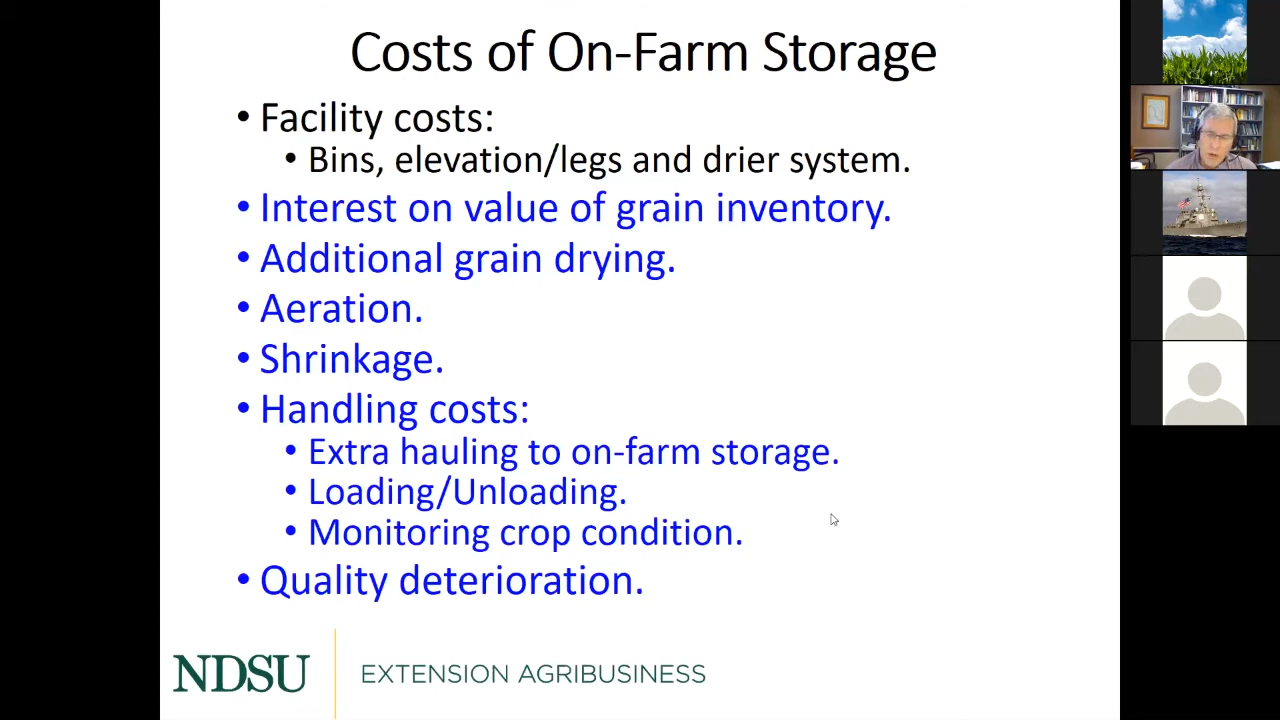 Costs of On-Farm Storage
• Facility costs:
• Bins, elevation/legs and drier system.
• Interest on value of grain inventory.
• Additional grain drying.
• Aeration.
• Shrinkage.
• Handling costs:
• Extra hauling to on-farm storage.
• Loading/Unloading.
• Monitoring crop condition.
• Quality deterioration.
NDSU EXTENSION AGRIBUSINESS